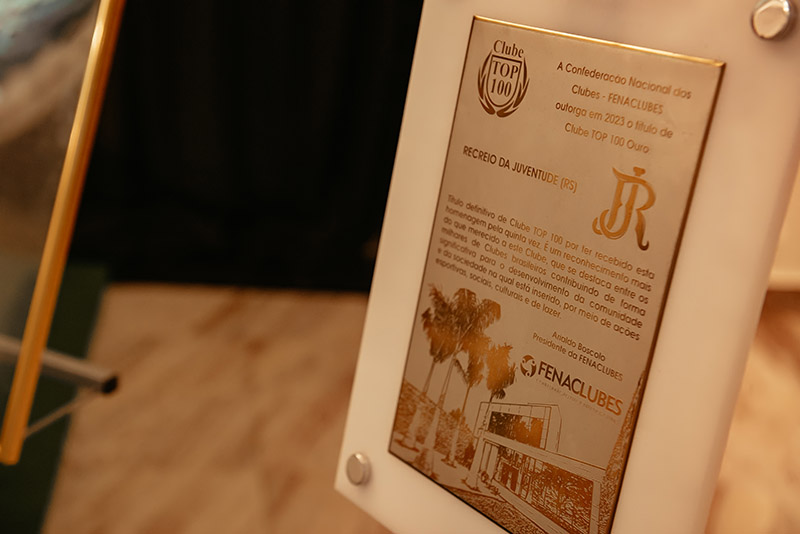 Clube
TOP
100
A Confederação Nacional dos
Clubes - FENACLUBES
outorga em 2023 o título de
Clube TOP 100 Ouro
RECREIO DA JUVENTUDE (RS)
JR
Título definitivo de Clube TOP 100 por ter recebido esta
homenagem pela quinta vez. É um reconhecimento mais
do que merecido a este Clube, que se destaca entre os
melhores de Clubes brasileiros contribuindo de forma
significativa para o desenvolvimento da comunidade
e da sociedade na qual está inserido, por meio de ações
esportivas, sociais, culturais e de lazer.
Arialdo Boscolo
Presidente da FENACLUBES
FENACLUBES